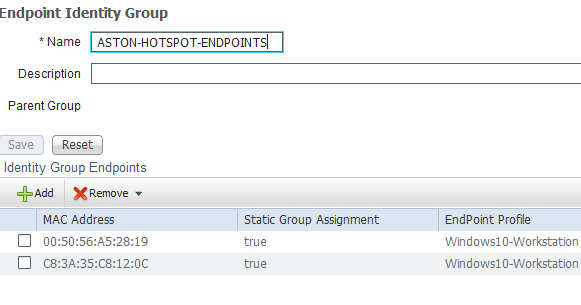 Endpoint Identity Group
* Name ASTON-HOTSPOT-ENDPOINTS
Description
Parent Group
Save Reset
Identity Group Endpoints
Add Remove
MAC Address Static Group Assignment EndPoint Profile
00:50:56:A5:28:19 true Windows10-Workstation
C8:3A:35:C8:12:0C true Windows10-Workstation